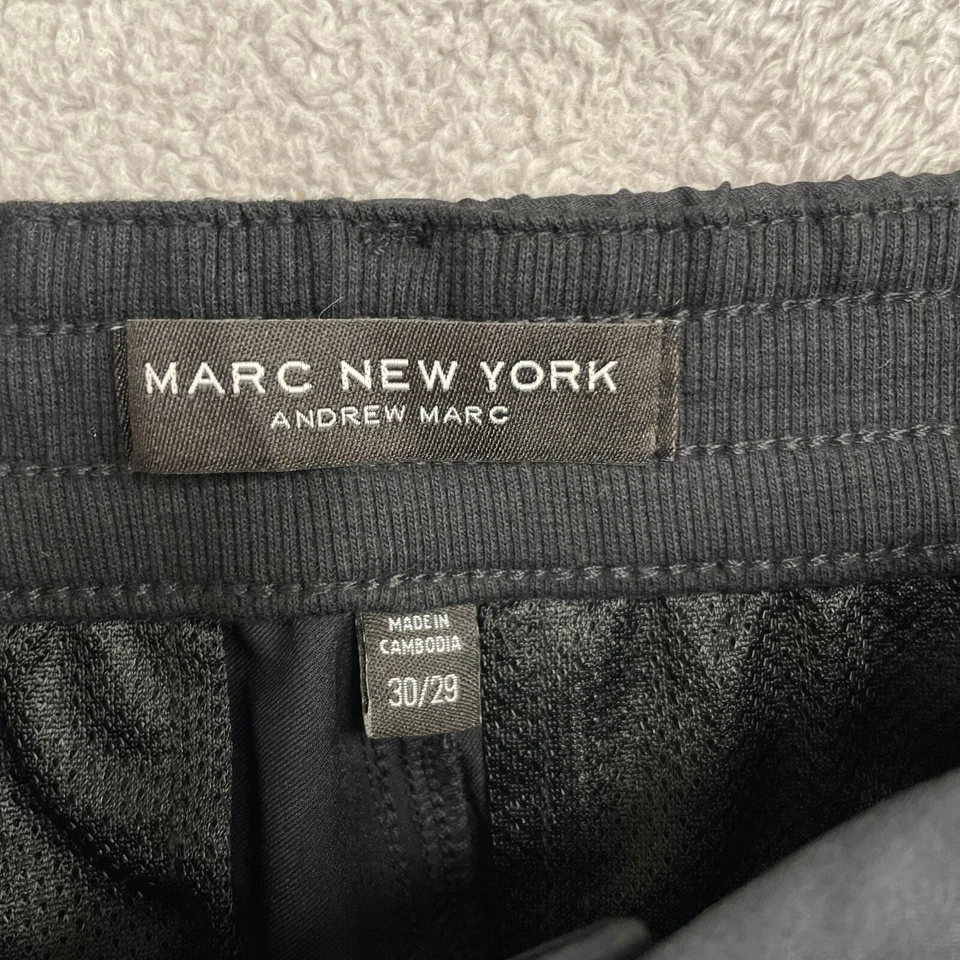 MARC NEW YORK
ANDREW MARC
MADE IN
CAMBODIA
30/29